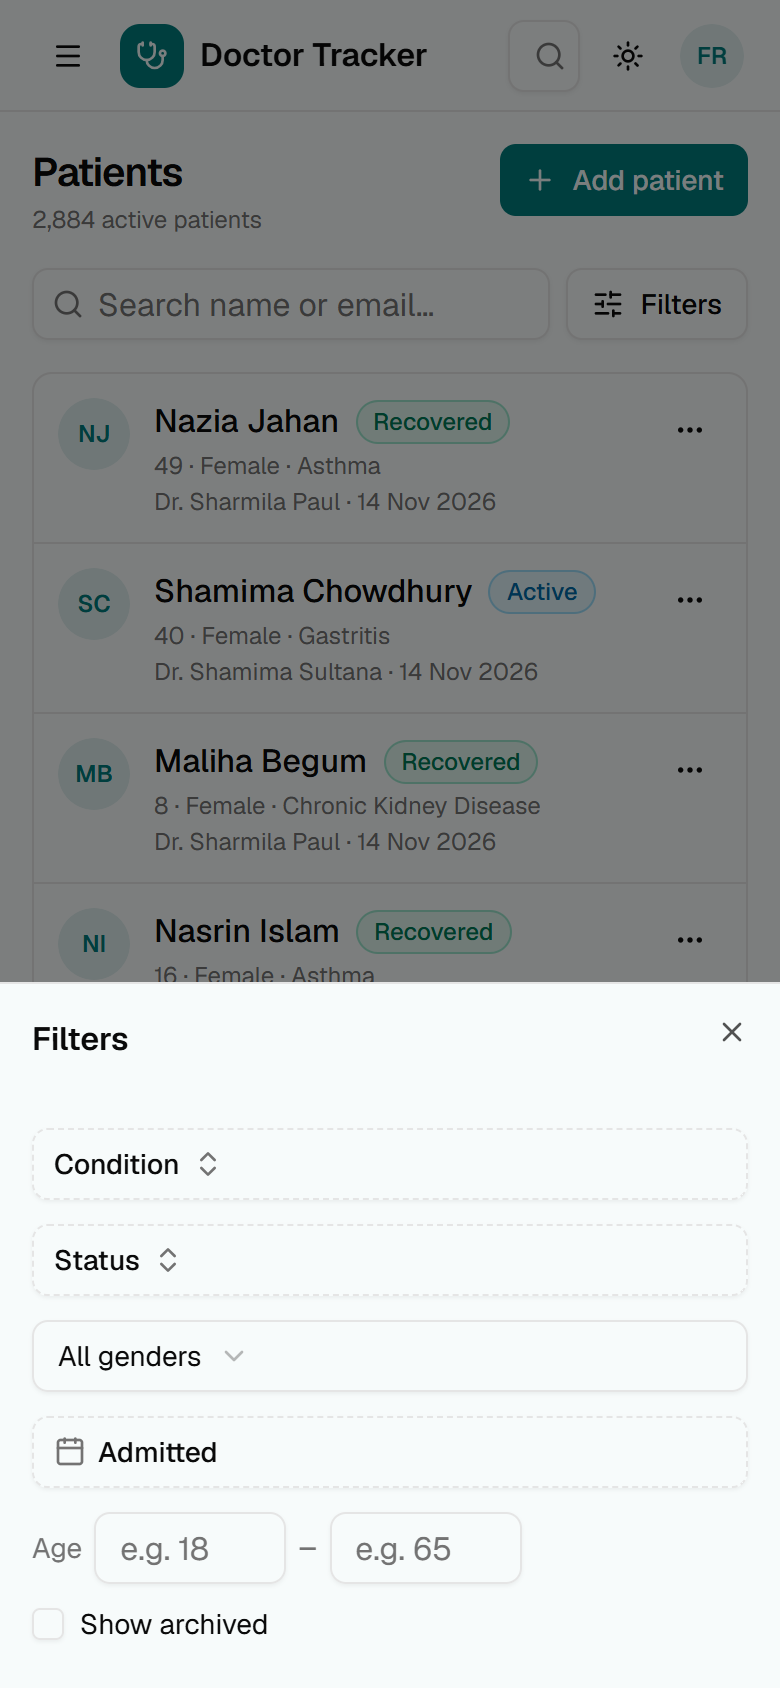 Doctor Tracker
FR
Patients
2,884 active patients
Add patient
Search name or email...
Filters
NJ
Nazia Jahan
Recovered
49 · Female · Asthma
Dr. Sharmila Paul · 14 Nov 2026
SC
Shamima Chowdhury
Active
40 · Female · Gastritis
Dr. Shamima Sultana · 14 Nov 2026
MB
Maliha Begum
Recovered
8 · Female · Chronic Kidney Disease
Dr. Sharmila Paul · 14 Nov 2026
NI
Nasrin Islam
Recovered
16 · Female · Asthma
Filters
Condition
Status
All genders
Admitted
Age e.g. 18 – e.g. 65
Show archived